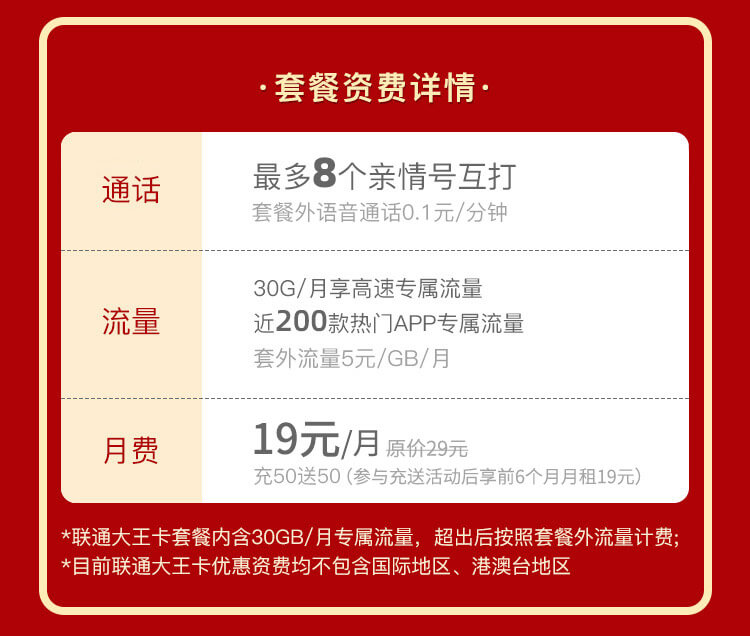 ·套餐资费详情·
通话
最多8个亲情号互打
套餐外语音通话0.1元/分钟
流量
30G/月享高速专属流量
近200款热门APP专属流量
套外流量5元/GB/月
月费
19元/月 原价29元
充50送50（参与充送活动后享前6个月月租19元）
*联通大王卡套餐内含30GB/月专属流量，超出后按照套餐外流量计费;
*目前联通大王卡优惠资费均不包含国际地区、港澳台地区